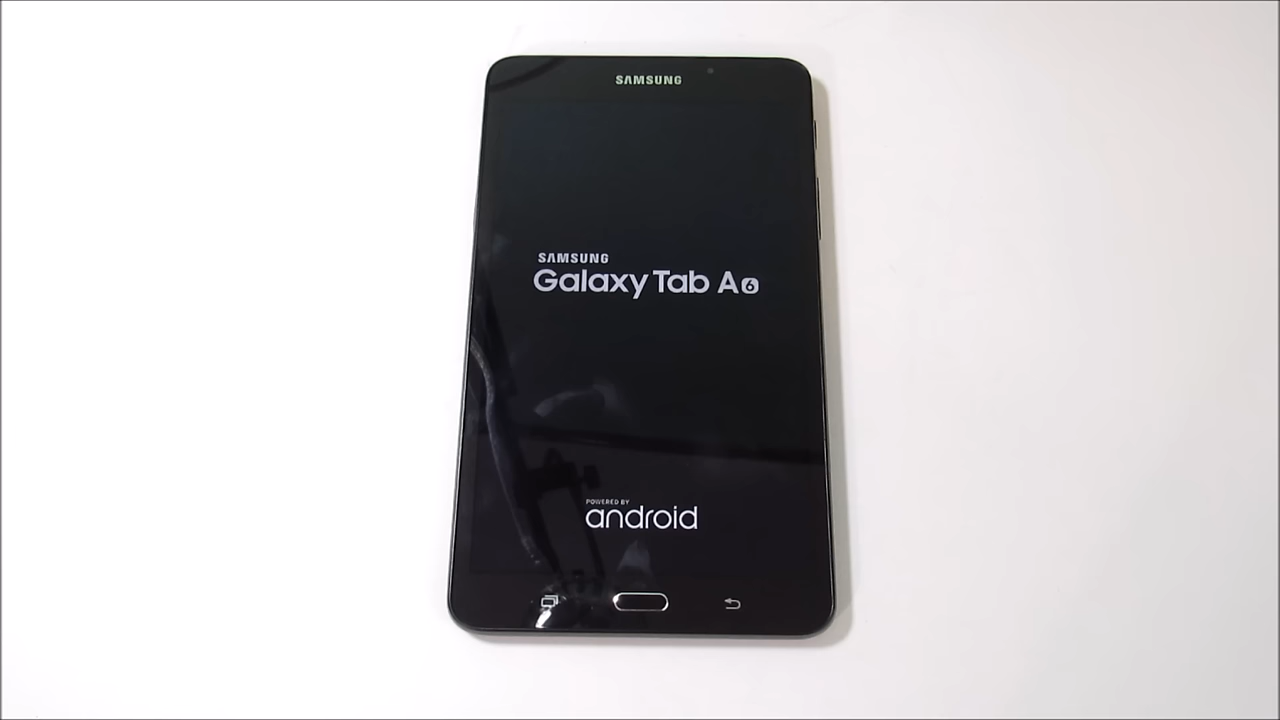 SAMSUNG
SAMSUNG
Galaxy Tab A6
POWERED BY
android